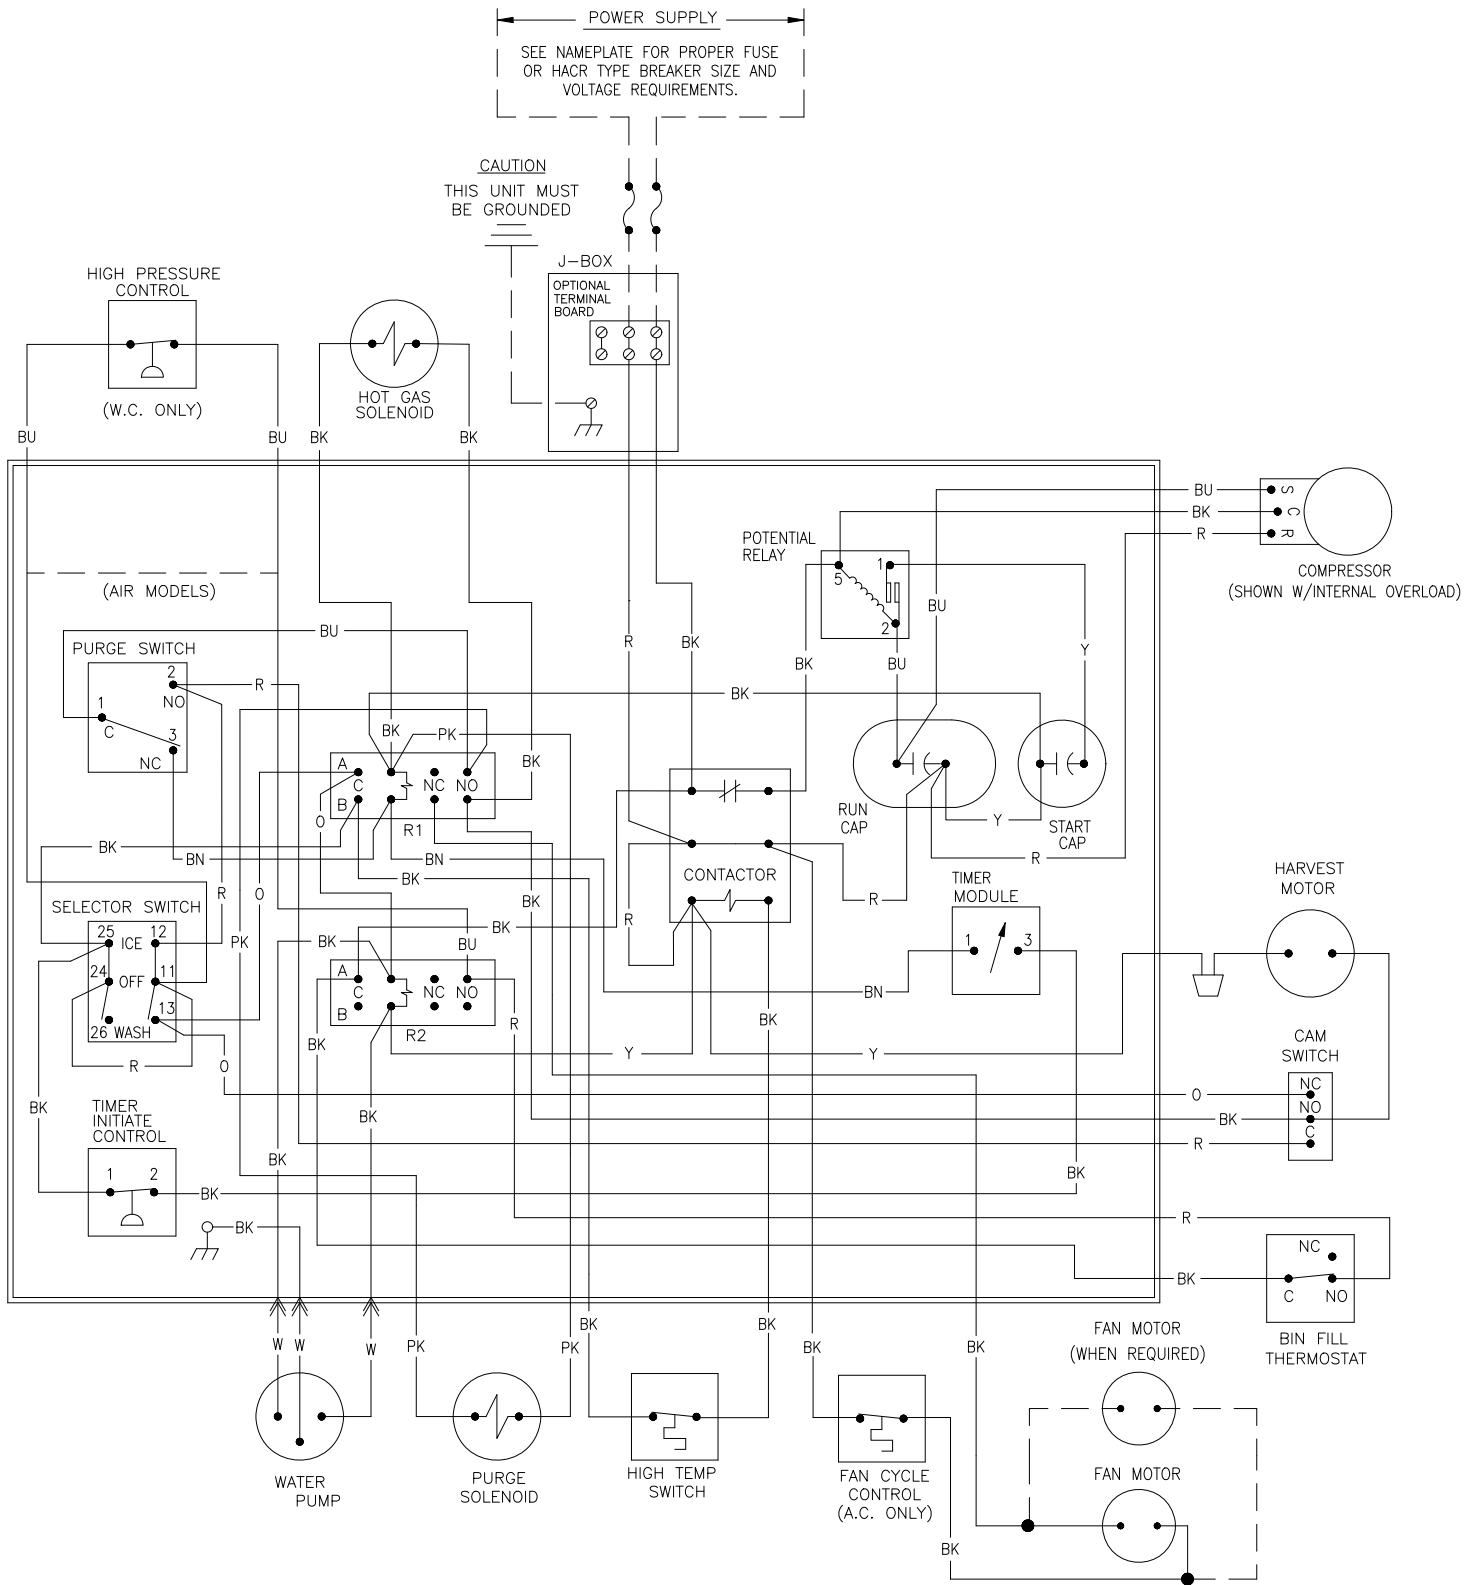 POWER SUPPLY
SEE NAMEPLATE FOR PROPER FUSE
OR HACR TYPE BREAKER SIZE AND
VOLTAGE REQUIREMENTS.
CAUTION
THIS UNIT MUST
BE GROUNDED
J-BOX
OPTIONAL
TERMINAL
BOARD
HIGH PRESSURE
CONTROL
(W.C. ONLY)
HOT GAS
SOLENOID
BU
BU
BK
BK
BU
BK
R
S
C
R
COMPRESSOR
(SHOWN W/INTERNAL OVERLOAD)
POTENTIAL
RELAY
5
1
2
(AIR MODELS)
BU
BU
R
BK
BK
BU
Y
PURGE SWITCH
2
NO
1
C
3
NC
R
BK
BK
PK
BK
A
C
NC
NO
B
R1
O
RUN
CAP
START
CAP
Y
R
BK
BN
BN
BK
R
O
BK
R
R
CONTACTOR
TIMER
MODULE
1
3
HARVEST
MOTOR
SELECTOR SWITCH
25
ICE
12
24
OFF
11
13
26
WASH
PK
BK
BK
BU
A
C
NC
NO
B
R2
R
BN
BK
BK
Y
Y
R
O
BK
CAM
SWITCH
NC
NO
C
O
BK
R
BK
TIMER
INITIATE
CONTROL
1
2
BK
BK
BK
BK
R
BK
NC
C
NO
BIN FILL
THERMOSTAT
W
W
W
PK
PK
BK
BK
BK
BK
FAN MOTOR
(WHEN REQUIRED)
WATER
PUMP
PURGE
SOLENOID
HIGH TEMP
SWITCH
FAN CYCLE
CONTROL
(A.C. ONLY)
FAN MOTOR
BK